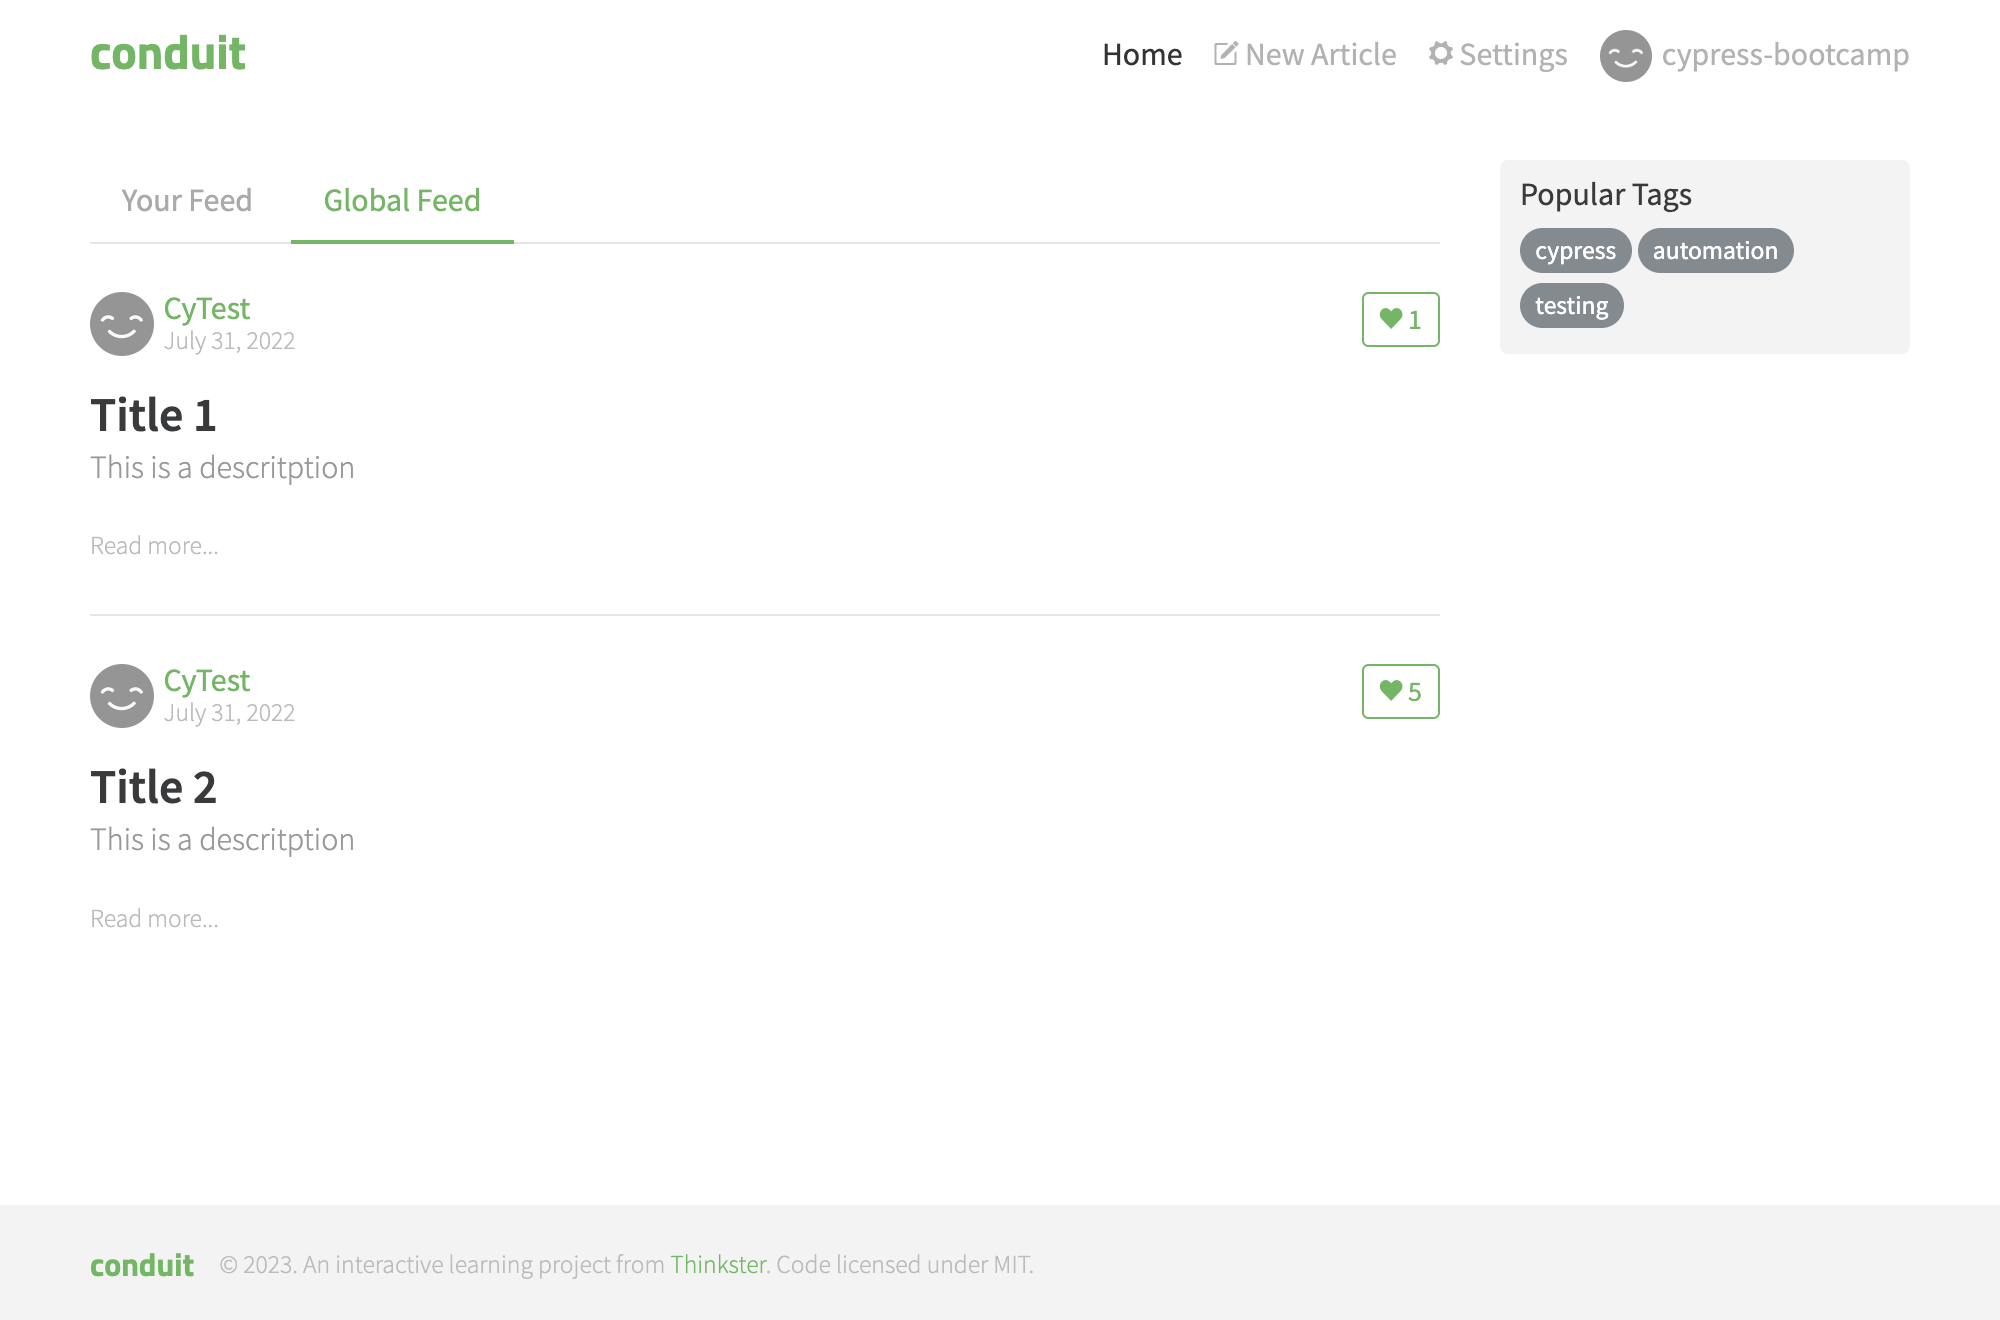 conduit
Home New Article Settings cypress-bootcamp
Your Feed Global Feed
Popular Tags
cypress automation
testing
CyTest
July 31, 2022
1
Title 1
This is a descritption
Read more...
CyTest
July 31, 2022
5
Title 2
This is a descritption
Read more...
conduit © 2023. An interactive learning project from Thinkster. Code licensed under MIT.